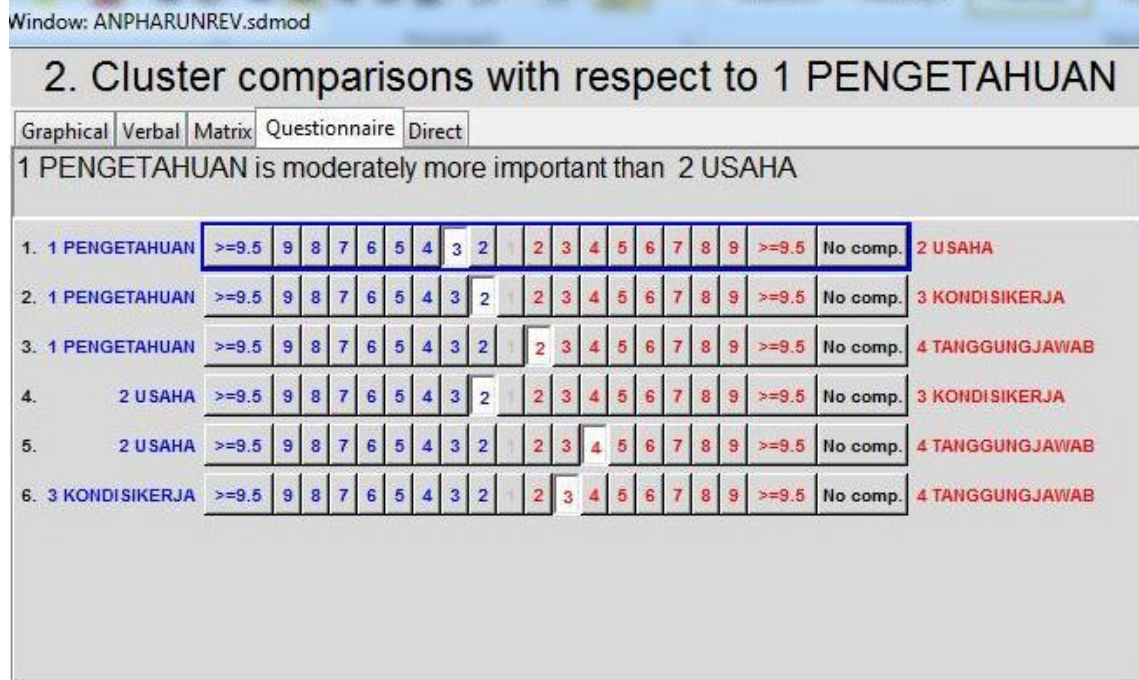 Window: ANPHARUNREV.sdmod
2. Cluster comparisons with respect to 1 PENGETAHUAN
Graphical Verbal Matrix Questionnaire Direct
1 PENGETAHUAN is moderately more important than 2 USAHA
1. 1 PENGETAHUAN >=9.5 9 8 7 6 5 4 3 2 1 2 3 4 5 6 7 8 9 >=9.5 No comp. 2 USAHA
2. 1 PENGETAHUAN >=9.5 9 8 7 6 5 4 3 2 1 2 3 4 5 6 7 8 9 >=9.5 No comp. 3 KONDISIKERJA
3. 1 PENGETAHUAN >=9.5 9 8 7 6 5 4 3 2 1 2 3 4 5 6 7 8 9 >=9.5 No comp. 4 TANGGUNGJAWAB
4. 2 USAHA >=9.5 9 8 7 6 5 4 3 2 1 2 3 4 5 6 7 8 9 >=9.5 No comp. 3 KONDISIKERJA
5. 2 USAHA >=9.5 9 8 7 6 5 4 3 2 1 2 3 4 5 6 7 8 9 >=9.5 No comp. 4 TANGGUNGJAWAB
6. 3 KONDISIKERJA >=9.5 9 8 7 6 5 4 3 2 1 2 3 4 5 6 7 8 9 >=9.5 No comp. 4 TANGGUNGJAWAB